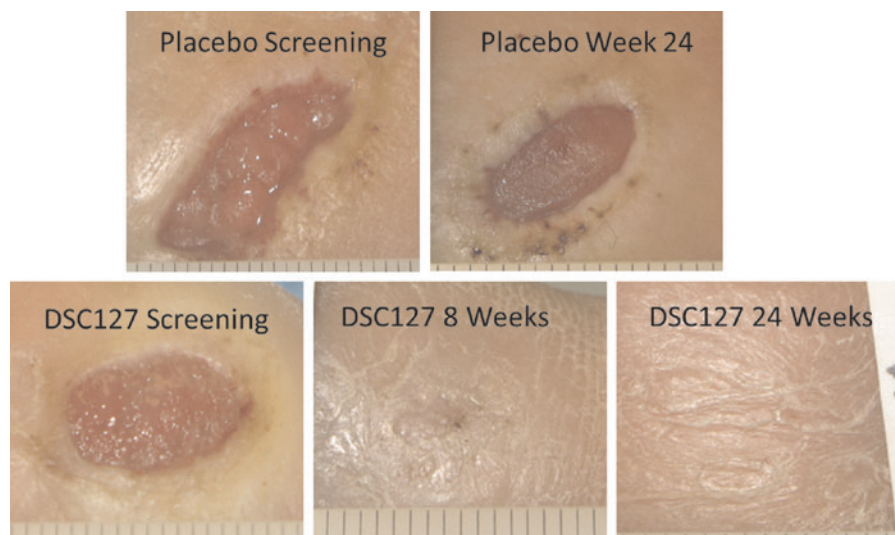 Placebo Screening
Placebo Week 24
DSC127 Screening
DSC127 8 Weeks
DSC127 24 Weeks